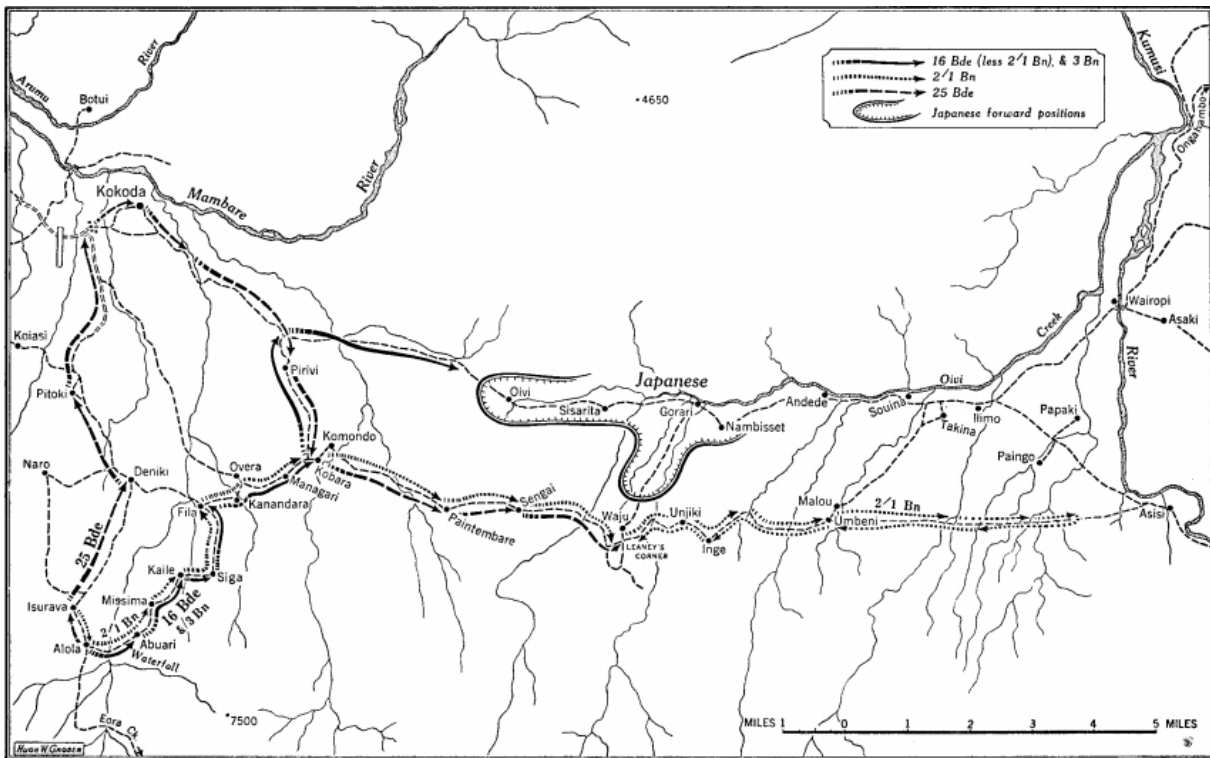 Arumu
River
Botui
Kokoda
Mambare
River
+4650
16 Bde (less 2/1 Bn), & 3 Bn
2/1 Bn
25 Bde
Japanese forward positions
Kumusi
Ongahambo
Koiasi
Pirivi
Pitoki
Oivi
Sisarita
Japanese
Gorari
Nambisset
Andede
Oivi
Creek
Souina
Ilimo
Takina
Papaki
Paingo
Wairopi
Asaki
River
Naro
Deniki
Overa
Komondo
Kobara
Managari
Kanandara
Fila
Paintembare
Sengai
Waju
LEANEY'S
CORNER
Unjiki
Inge
Malou
Umbeni
2/1 Bn
Asisi
25 Bde
Kaile
Siga
Missima
Isurava
2/1 Bn
16 Bde
& 3 Bn
Alola
Abuari
Waterfall
Eora Ck
7500
MILES 1 0 1 2 3 4 5 MILES
HUGH W. GROSER